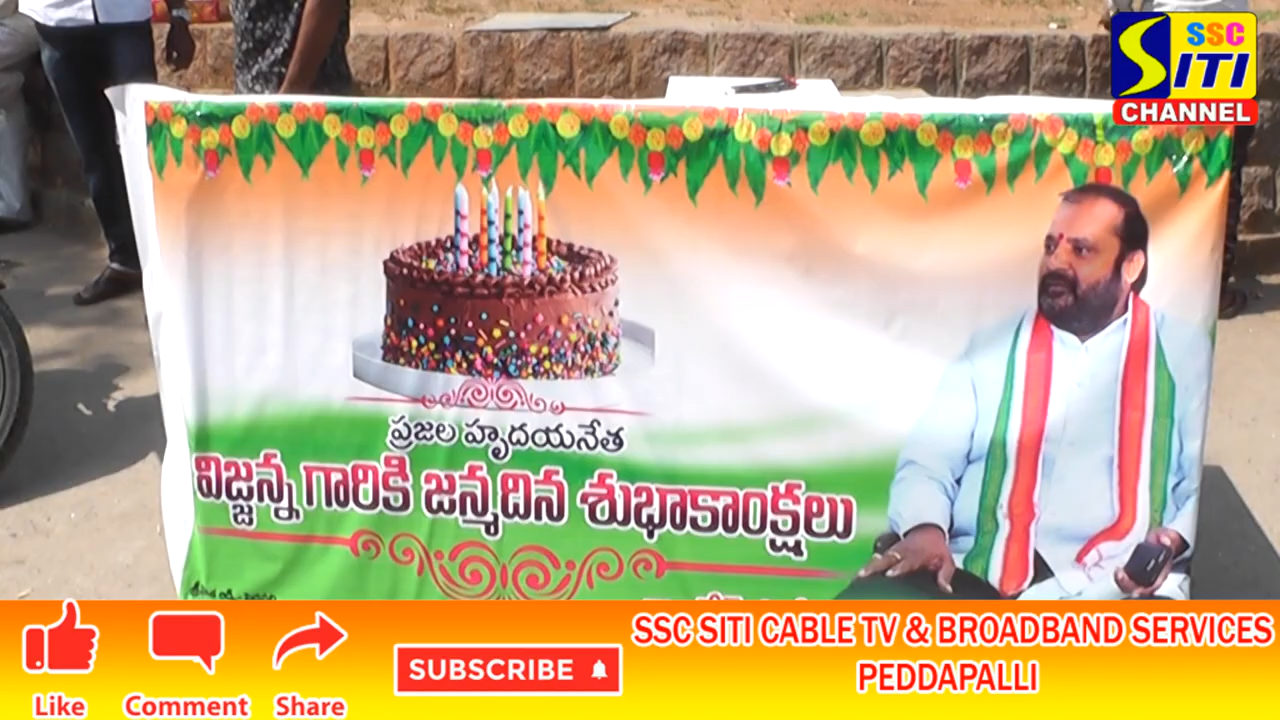 SSC
SITI
CHANNEL
ప్రజల హృదయనేత
విజ్జన్న గారికి జన్మదిన శుభాకాంక్షలు
Like
Comment
Share
SUBSCRIBE
SSC SITI CABLE TV & BROADBAND SERVICES
PEDDAPALLI